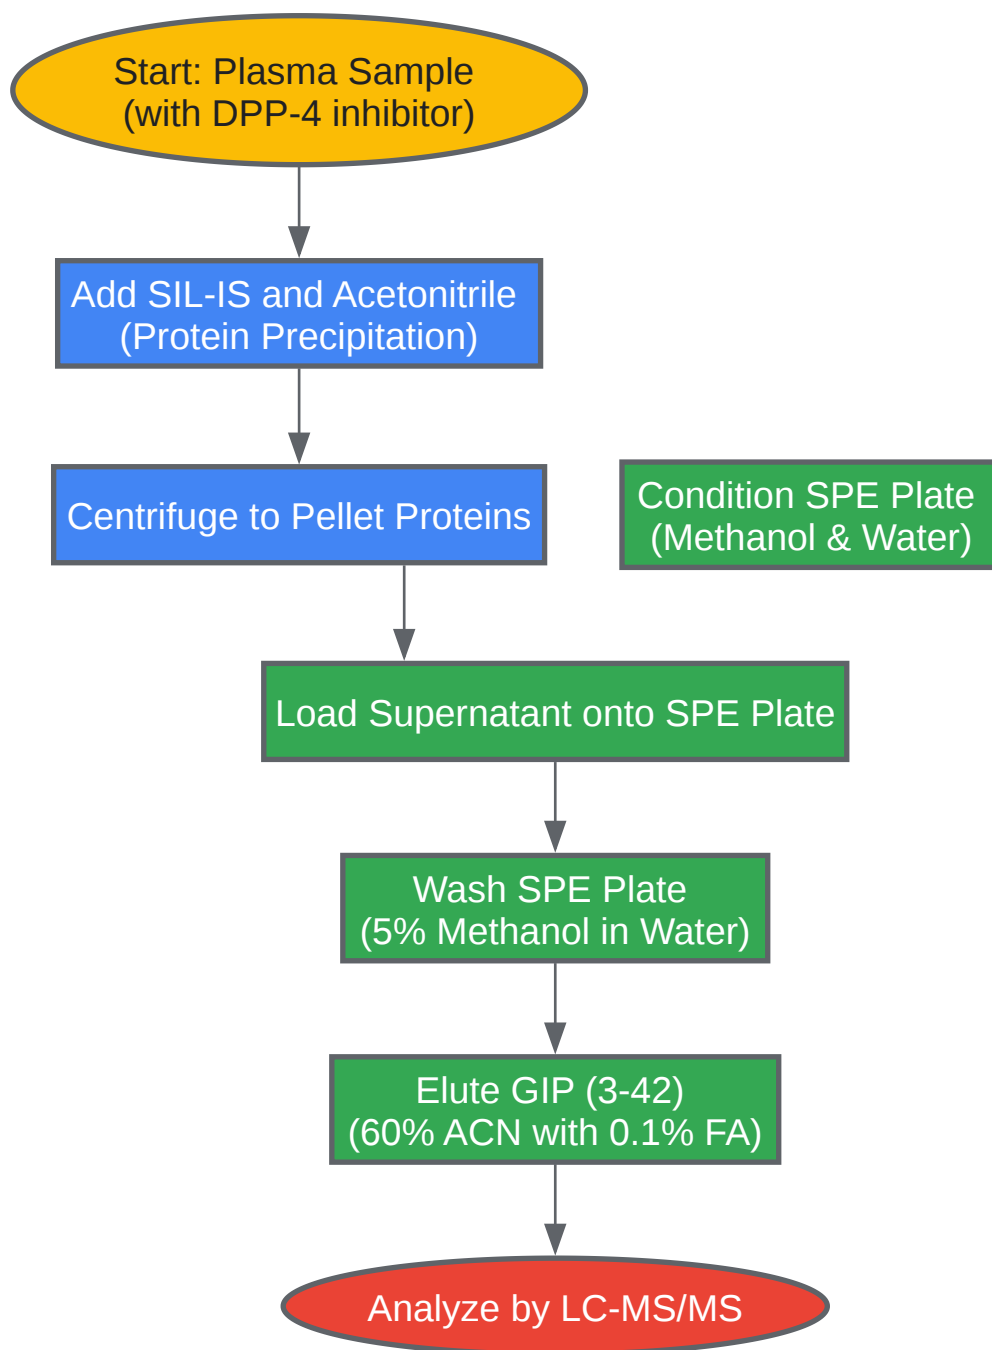 Start: Plasma Sample
(with DPP-4 inhibitor)
Add SIL-IS and Acetonitrile
(Protein Precipitation)
Centrifuge to Pellet Proteins
Condition SPE Plate
(Methanol & Water)
Load Supernatant onto SPE Plate
Wash SPE Plate
(5% Methanol in Water)
Elute GIP (3-42)
(60% ACN with 0.1% FA)
Analyze by LC-MS/MS